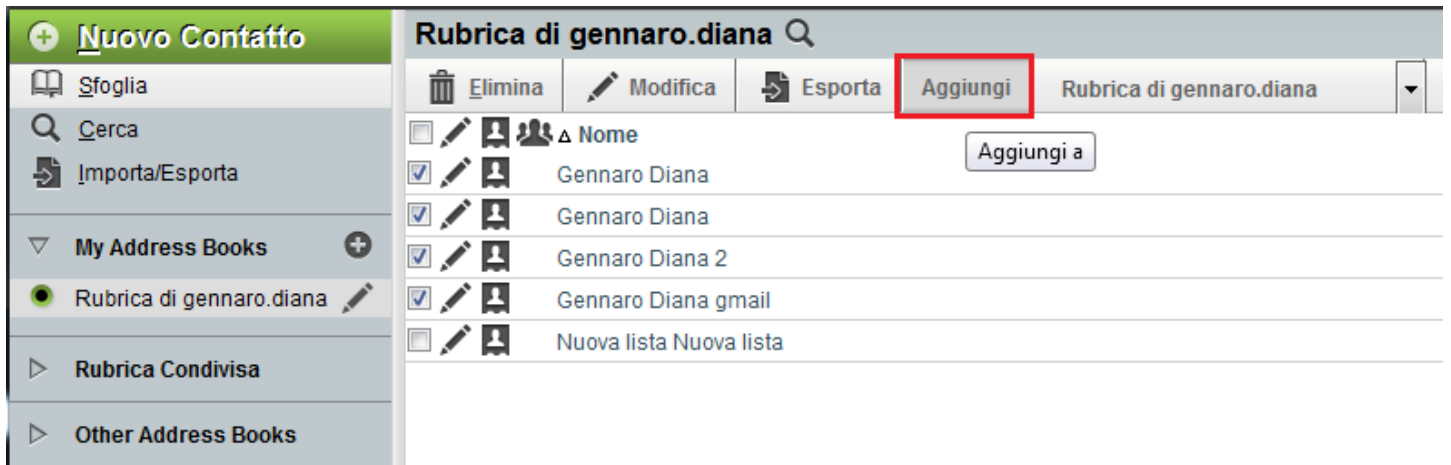 Nuovo Contatto
Sfoglia
Cerca
Importa/Esporta
My Address Books
Rubrica di gennaro.diana
Rubrica Condivisa
Other Address Books
Rubrica di gennaro.diana
Elimina Modifica Esporta Aggiungi Rubrica di gennaro.diana
Nome
Aggiungi a
Gennaro Diana
Gennaro Diana
Gennaro Diana 2
Gennaro Diana gmail
Nuova lista Nuova lista